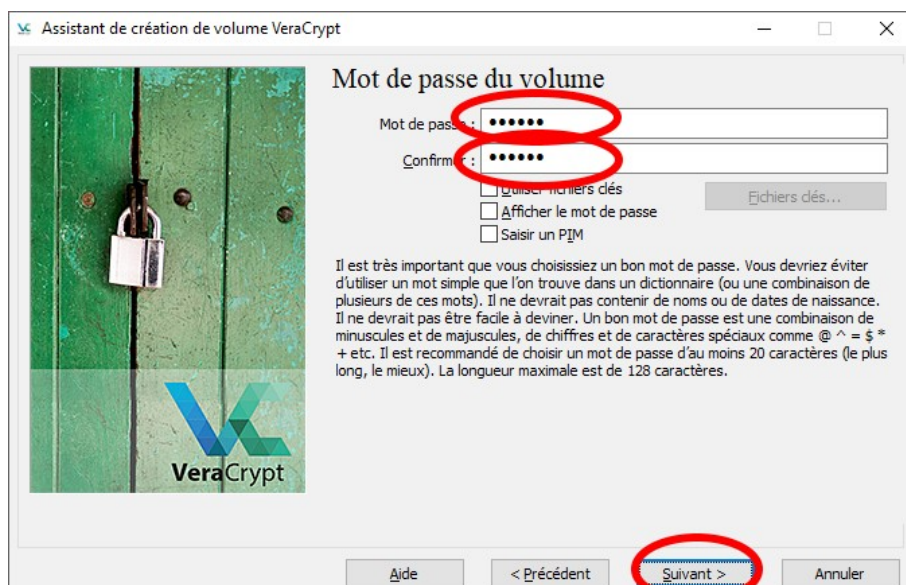 Assistant de création de volume VeraCrypt
Mot de passe du volume
Mot de passe :
Confirmer :
Utiliser fichiers clés
Fichiers clés...
Afficher le mot de passe
Saisir un PIM
Il est très important que vous choisissiez un bon mot de passe. Vous devriez éviter
d'utiliser un mot simple que l'on trouve dans un dictionnaire (ou une combinaison de
plusieurs de ces mots). Il ne devrait pas contenir de noms ou de dates de naissance.
Il ne devrait pas être facile à deviner. Un bon mot de passe est une combinaison de
minuscules et de majuscules, de chiffres et de caractères spéciaux comme @ ^ = $ *
+ etc. Il est recommandé de choisir un mot de passe d'au moins 20 caractères (le plus
long, le mieux). La longueur maximale est de 128 caractères.
VeraCrypt
Aide
< Précédent
Suivant >
Annuler